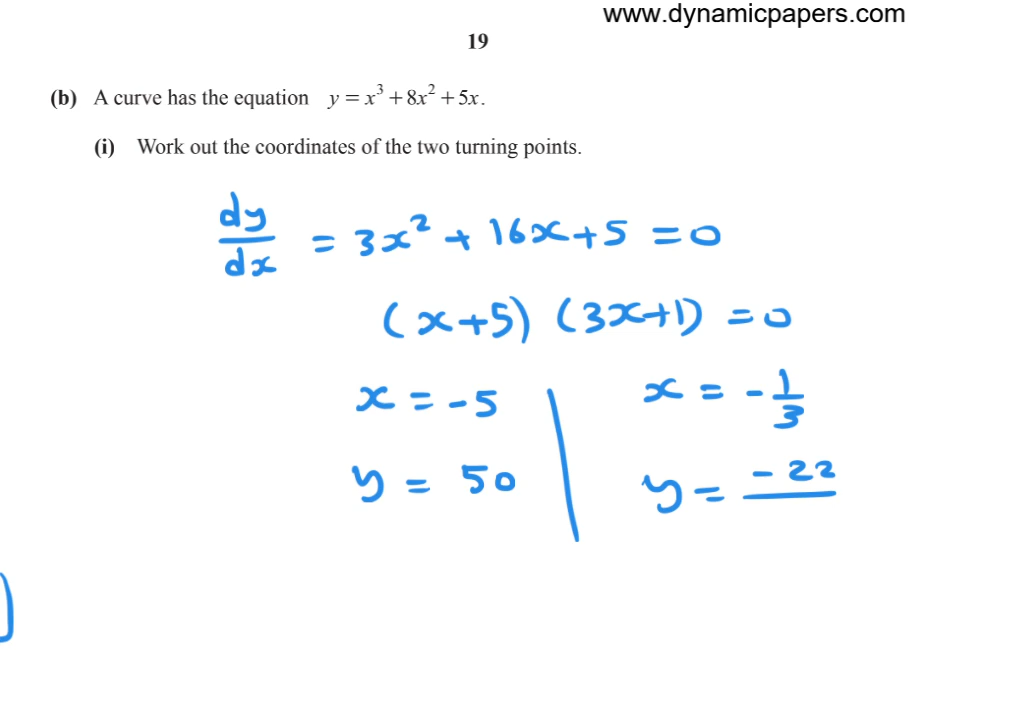 www.dynamicpapers.com
19
(b) A curve has the equation y = x³ + 8x² + 5x.
(i) Work out the coordinates of the two turning points.
dy/dx = 3x² + 16x + 5 = 0
(x+5) (3x+1) = 0
x = -5 | x = -1/3
y = 50 | y = -22
)